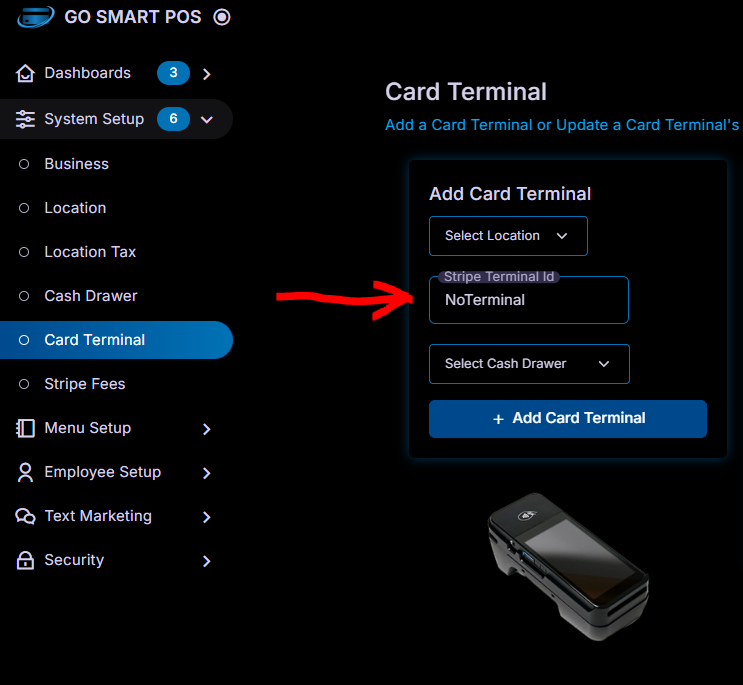 GO SMART POS
Dashboards 3
System Setup 6
Business
Location
Location Tax
Cash Drawer
Card Terminal
Stripe Fees
Menu Setup
Employee Setup
Text Marketing
Security
Card Terminal
Add a Card Terminal or Update a Card Terminal's
Add Card Terminal
Select Location
Stripe Terminal Id
NoTerminal
Select Cash Drawer
+ Add Card Terminal